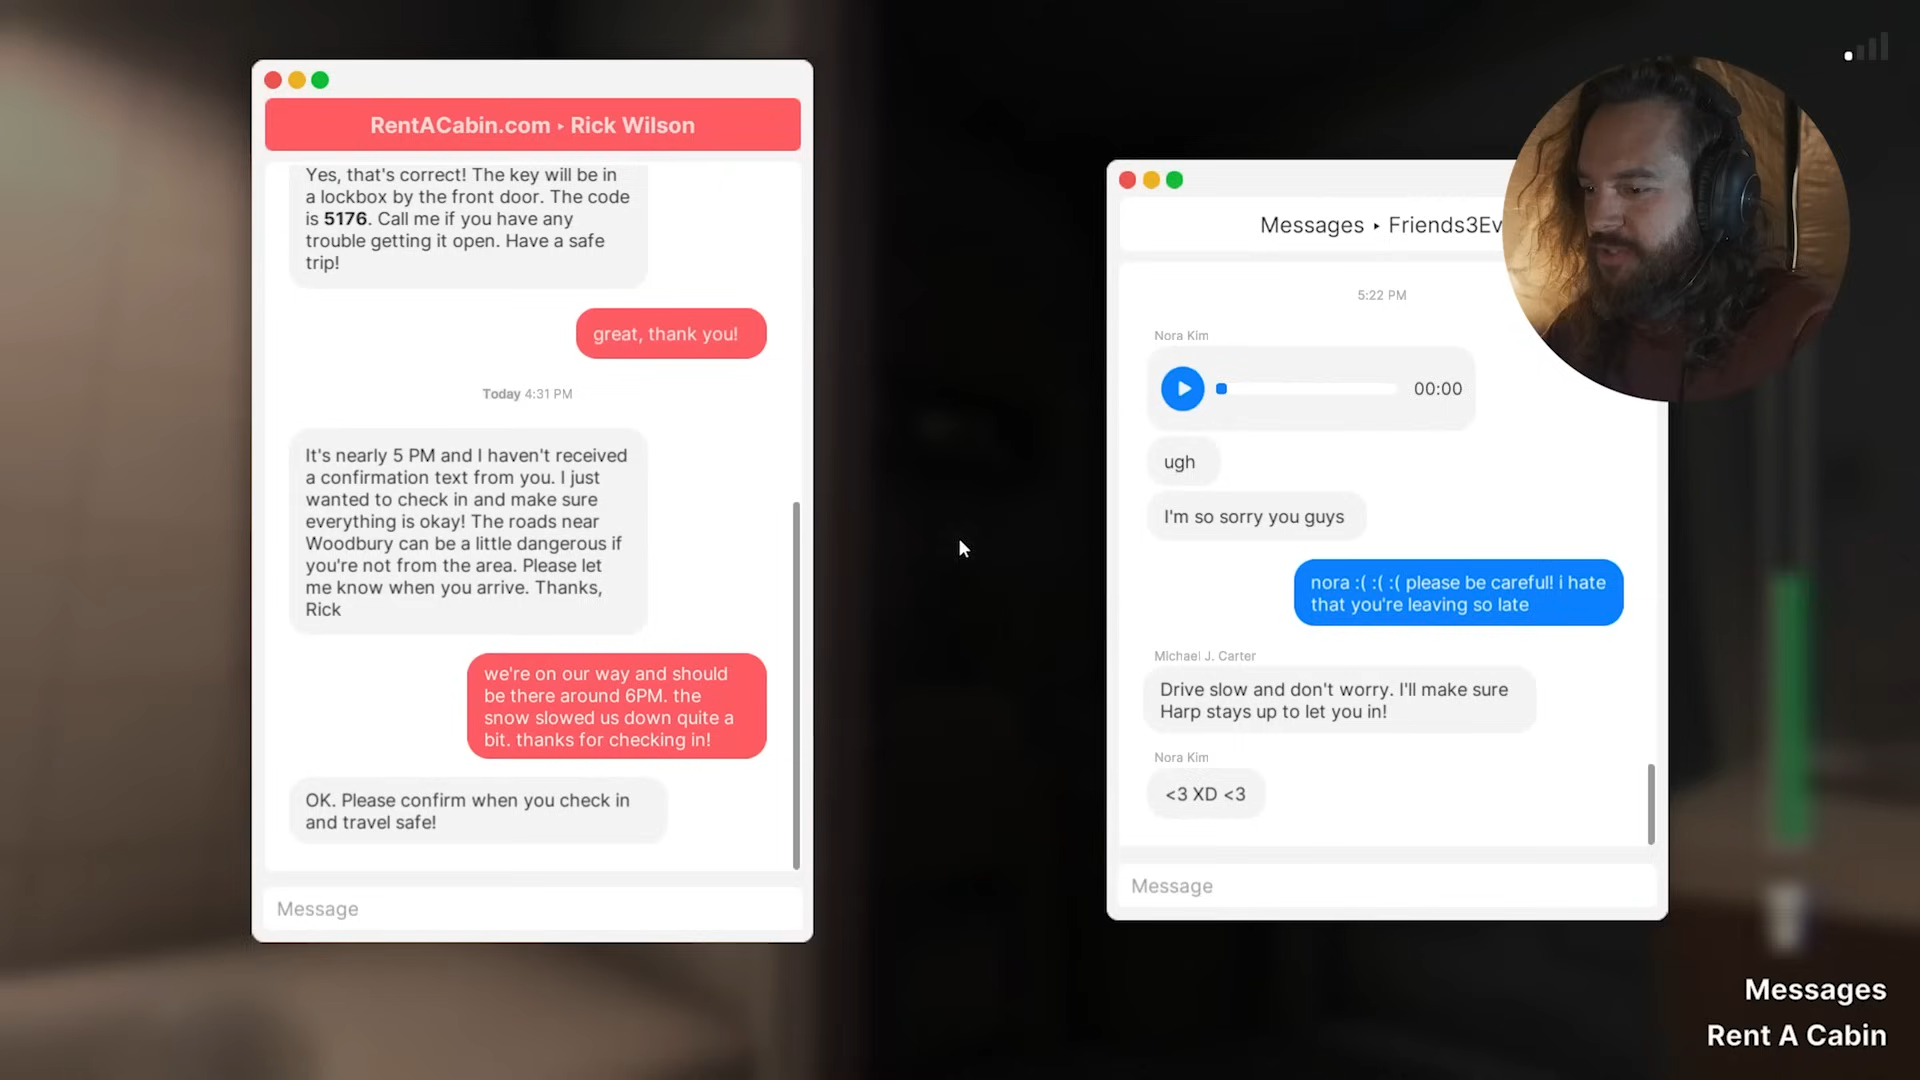 RentACabin.com ‣ Rick Wilson
Yes, that's correct! The key will be in
a lockbox by the front door. The code
is 5176. Call me if you have any
trouble getting it open. Have a safe
trip!
great, thank you!
Today 4:31 PM
It's nearly 5 PM and I haven't received
a confirmation text from you. I just
wanted to check in and make sure
everything is okay! The roads near
Woodbury can be a little dangerous if
you're not from the area. Please let
me know when you arrive. Thanks,
Rick
we're on our way and should
be there around 6PM. the
snow slowed us down quite a
bit. thanks for checking in!
OK. Please confirm when you check in
and travel safe!
Message
Messages ‣ Friends3Ev
5:22 PM
Nora Kim
00:00
ugh
I'm so sorry you guys
nora :( :( :( please be careful! i hate
that you're leaving so late
Michael J. Carter
Drive slow and don't worry. I'll make sure
Harp stays up to let you in!
Nora Kim
<3 XD <3
Message
Messages
Rent A Cabin